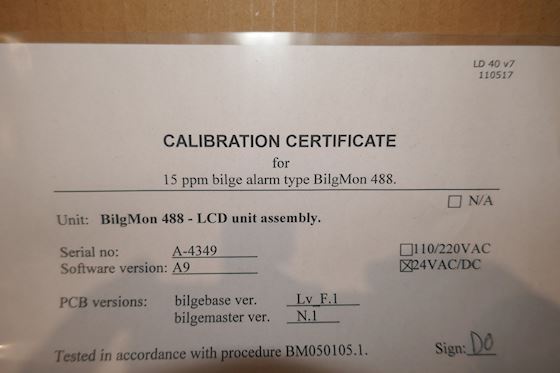 LD 40 v7
110517
CALIBRATION CERTIFICATE
for
15 ppm bilge alarm type BilgMon 488.
N/A
Unit: BilgMon 488 - LCD unit assembly.
Serial no: A-4349 110/220VAC
Software version: A9 24VAC/DC
PCB versions: bilgebase ver. Lv_F.1
bilgemaster ver. N.1
Tested in accordance with procedure BM050105.1. Sign: DO